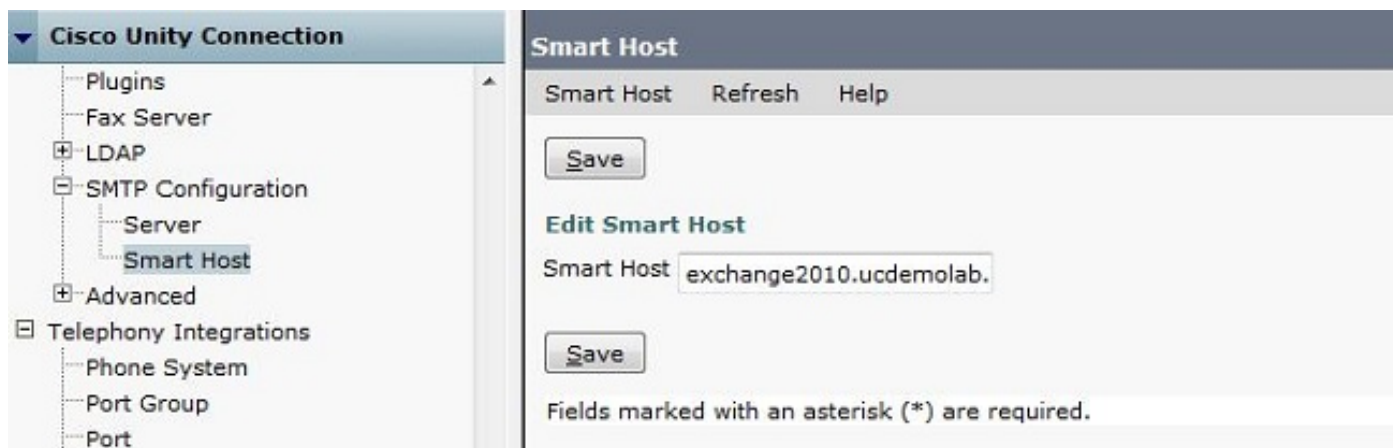 Cisco Unity Connection
Plugins
Fax Server
LDAP
SMTP Configuration
Server
Smart Host
Advanced
Telephony Integrations
Phone System
Port Group
Port
Smart Host
Smart Host Refresh Help
Save
Edit Smart Host
Smart Host exchange2010.ucdemolab.
Save
Fields marked with an asterisk (*) are required.